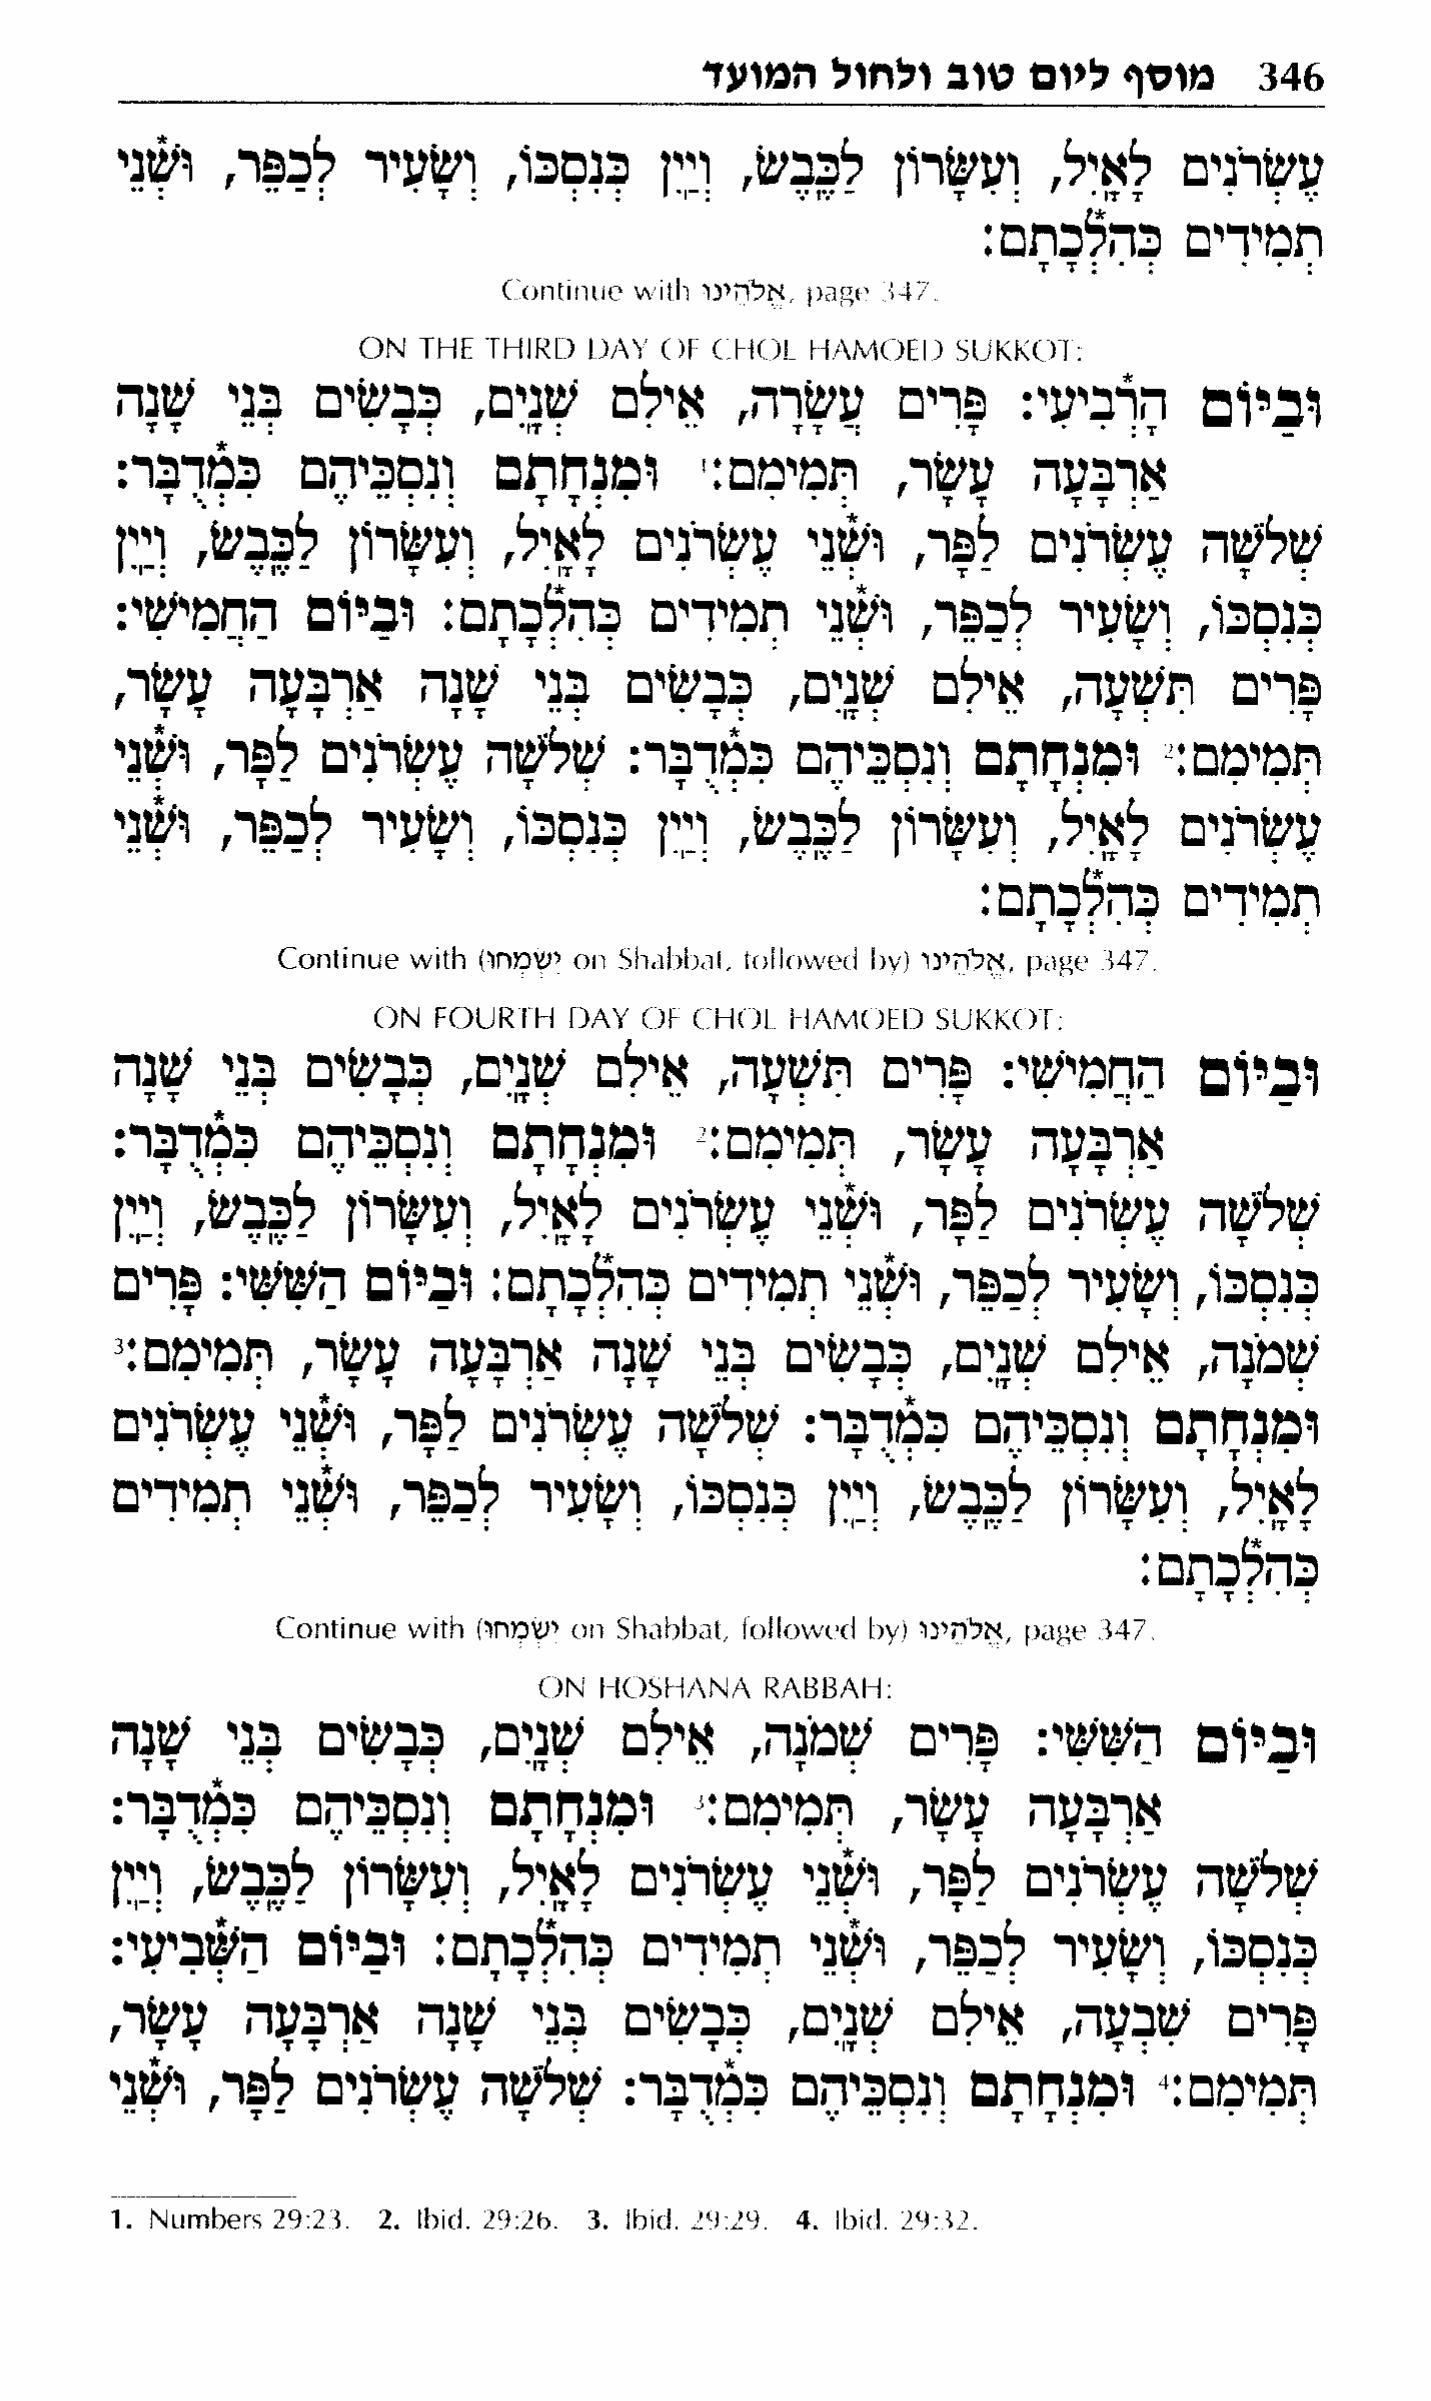 346 מוסף ליום טוב ולחול המועד
עֶשְׂרֹנִים לָאָיִל, וְעִשָּׂרוֹן לַכֶּבֶשׂ, וְיַיִן כְּנִסְכּוֹ, וְשָׂעִיר לְכַפֵּר, וּשְׁ֯נֵי
תְמִידִים כְּהִלְ֯כָתָם:
Continue with אֱלֹהֵינוּ, page 347.
ON THE THIRD DAY OF CHOL HAMOED SUKKOT:
וּבַיּוֹם הָרְ֯בִיעִי: פָּרִים עֲשָׂרָה, אֵילִם שְׁנָיִם, כְּבָשִׂים בְּנֵי שָׁנָה
אַרְבָּעָה עָשָׂר, תְּמִימִם:1 וּמִנְחָתָם וְנִסְכֵּיהֶם כִּמְ֯דֻבָּר:
שְׁלֹשָׁה עֶשְׂרֹנִים לַפָּר, וּשְׁ֯נֵי עֶשְׂרֹנִים לָאָיִל, וְעִשָּׂרוֹן לַכֶּבֶשׂ, וְיַיִן
כְּנִסְכּוֹ, וְשָׂעִיר לְכַפֵּר, וּשְׁ֯נֵי תְמִידִים כְּהִלְ֯כָתָם: וּבַיּוֹם הַחֲמִישִׁי:
פָּרִים תִּשְׁעָה, אֵילִם שְׁנָיִם, כְּבָשִׂים בְּנֵי שָׁנָה אַרְבָּעָה עָשָׂר,
תְּמִימִם:2 וּמִנְחָתָם וְנִסְכֵּיהֶם כִּמְ֯דֻבָּר: שְׁלֹשָׁה עֶשְׂרֹנִים לַפָּר, וּשְׁ֯נֵי
עֶשְׂרֹנִים לָאָיִל, וְעִשָּׂרוֹן לַכֶּבֶשׂ, וְיַיִן כְּנִסְכּוֹ, וְשָׂעִיר לְכַפֵּר, וּשְׁ֯נֵי
תְמִידִים כְּהִלְ֯כָתָם:
Continue with (יִשְׂמְחוּ on Shabbat, followed by) אֱלֹהֵינוּ, page 347.
ON FOURTH DAY OF CHOL HAMOED SUKKOT:
וּבַיּוֹם הַחֲמִישִׁי: פָּרִים תִּשְׁעָה, אֵילִם שְׁנָיִם, כְּבָשִׂים בְּנֵי שָׁנָה
אַרְבָּעָה עָשָׂר, תְּמִימִם:2 וּמִנְחָתָם וְנִסְכֵּיהֶם כִּמְ֯דֻבָּר:
שְׁלֹשָׁה עֶשְׂרֹנִים לַפָּר, וּשְׁ֯נֵי עֶשְׂרֹנִים לָאָיִל, וְעִשָּׂרוֹן לַכֶּבֶשׂ, וְיַיִן
כְּנִסְכּוֹ, וְשָׂעִיר לְכַפֵּר, וּשְׁ֯נֵי תְמִידִים כְּהִלְ֯כָתָם: וּבַיּוֹם הַשִּׁשִּׁי: פָּרִים
שְׁמֹנָה, אֵילִם שְׁנָיִם, כְּבָשִׂים בְּנֵי שָׁנָה אַרְבָּעָה עָשָׂר, תְּמִימִם:3
וּמִנְחָתָם וְנִסְכֵּיהֶם כִּמְ֯דֻבָּר: שְׁלֹשָׁה עֶשְׂרֹנִים לַפָּר, וּשְׁ֯נֵי עֶשְׂרֹנִים
לָאָיִל, וְעִשָּׂרוֹן לַכֶּבֶשׂ, וְיַיִן כְּנִסְכּוֹ, וְשָׂעִיר לְכַפֵּר, וּשְׁ֯נֵי תְמִידִים
כְּהִלְ֯כָתָם:
Continue with (יִשְׂמְחוּ on Shabbat, followed by) אֱלֹהֵינוּ, page 347.
ON HOSHANA RABBAH:
וּבַיּוֹם הַשִּׁשִּׁי: פָּרִים שְׁמֹנָה, אֵילִם שְׁנָיִם, כְּבָשִׂים בְּנֵי שָׁנָה
אַרְבָּעָה עָשָׂר, תְּמִימִם:3 וּמִנְחָתָם וְנִסְכֵּיהֶם כִּמְ֯דֻבָּר:
שְׁלֹשָׁה עֶשְׂרֹנִים לַפָּר, וּשְׁ֯נֵי עֶשְׂרֹנִים לָאָיִל, וְעִשָּׂרוֹן לַכֶּבֶשׂ, וְיַיִן
כְּנִסְכּוֹ, וְשָׂעִיר לְכַפֵּר, וּשְׁ֯נֵי תְמִידִים כְּהִלְ֯כָתָם: וּבַיּוֹם הַשְּׁ֯בִיעִי:
פָּרִים שִׁבְעָה, אֵילִם שְׁנָיִם, כְּבָשִׂים בְּנֵי שָׁנָה אַרְבָּעָה עָשָׂר,
תְּמִימִם:4 וּמִנְחָתָם וְנִסְכֵּיהֶם כִּמְ֯דֻבָּר: שְׁלֹשָׁה עֶשְׂרֹנִים לַפָּר, וּשְׁ֯נֵי
1. Numbers 29:23. 2. Ibid. 29:26. 3. Ibid. 29:29. 4. Ibid. 29:32.